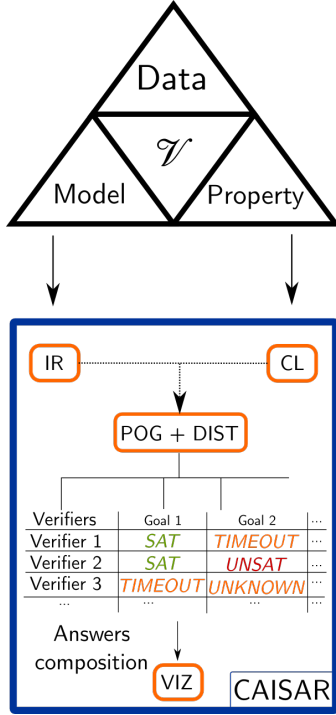 Data
𝒱
Model Property
IR CL
POG + DIST
Verifiers Goal 1 Goal 2 ...
Verifier 1 SAT TIMEOUT ...
Verifier 2 SAT UNSAT ...
Verifier 3 TIMEOUT UNKNOWN ...
... ... ... ...
Answers
composition
VIZ
CAISAR